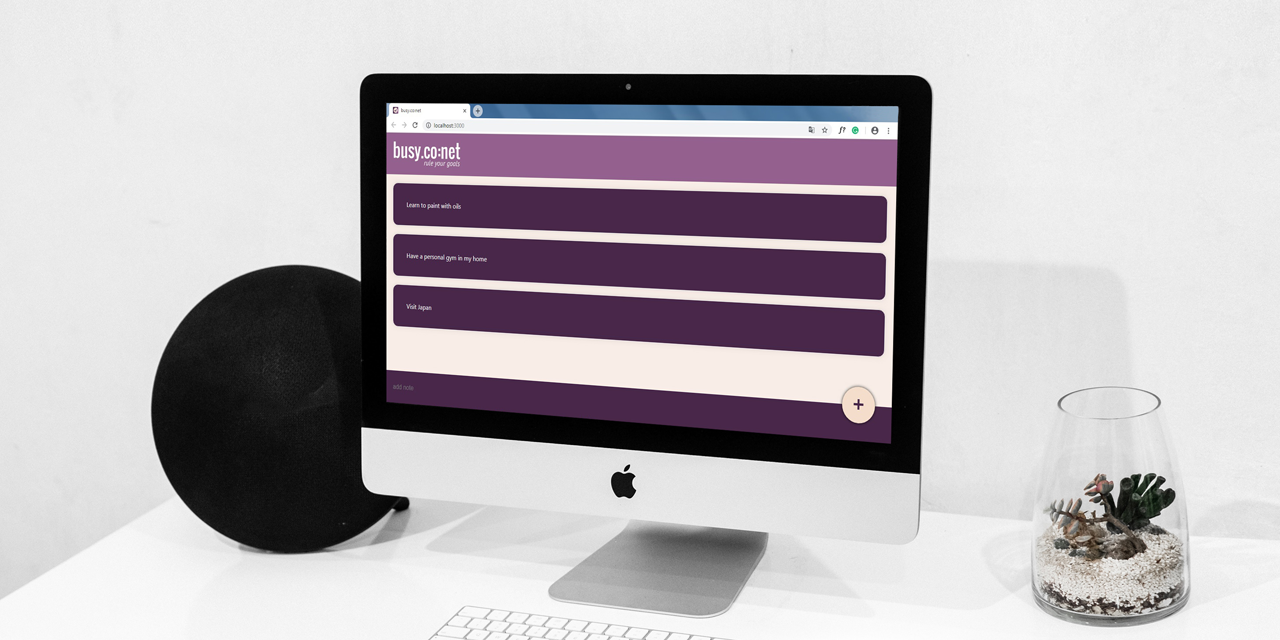 busy.co:net
localhost:3000
busy.co:net
rule your goals
Learn to paint with oils
Have a personal gym in my home
Visit Japan
add note